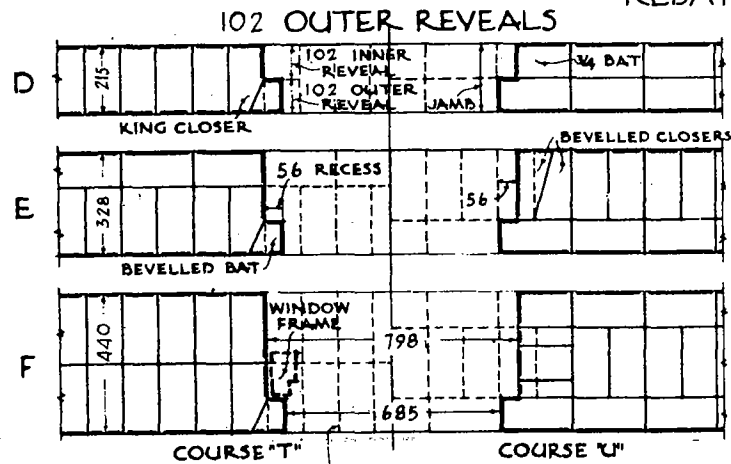 REBAT
102 OUTER REVEALS
D
215
102 INNER
REVEAL
102 OUTER
REVEAL
JAMB
¾ BAT
KING CLOSER
BEVELLED CLOSERS
E
328
56 RECESS
56
BEVELLED BAT
F
440
WINDOW
FRAME
798
685
COURSE "T"
COURSE "U"